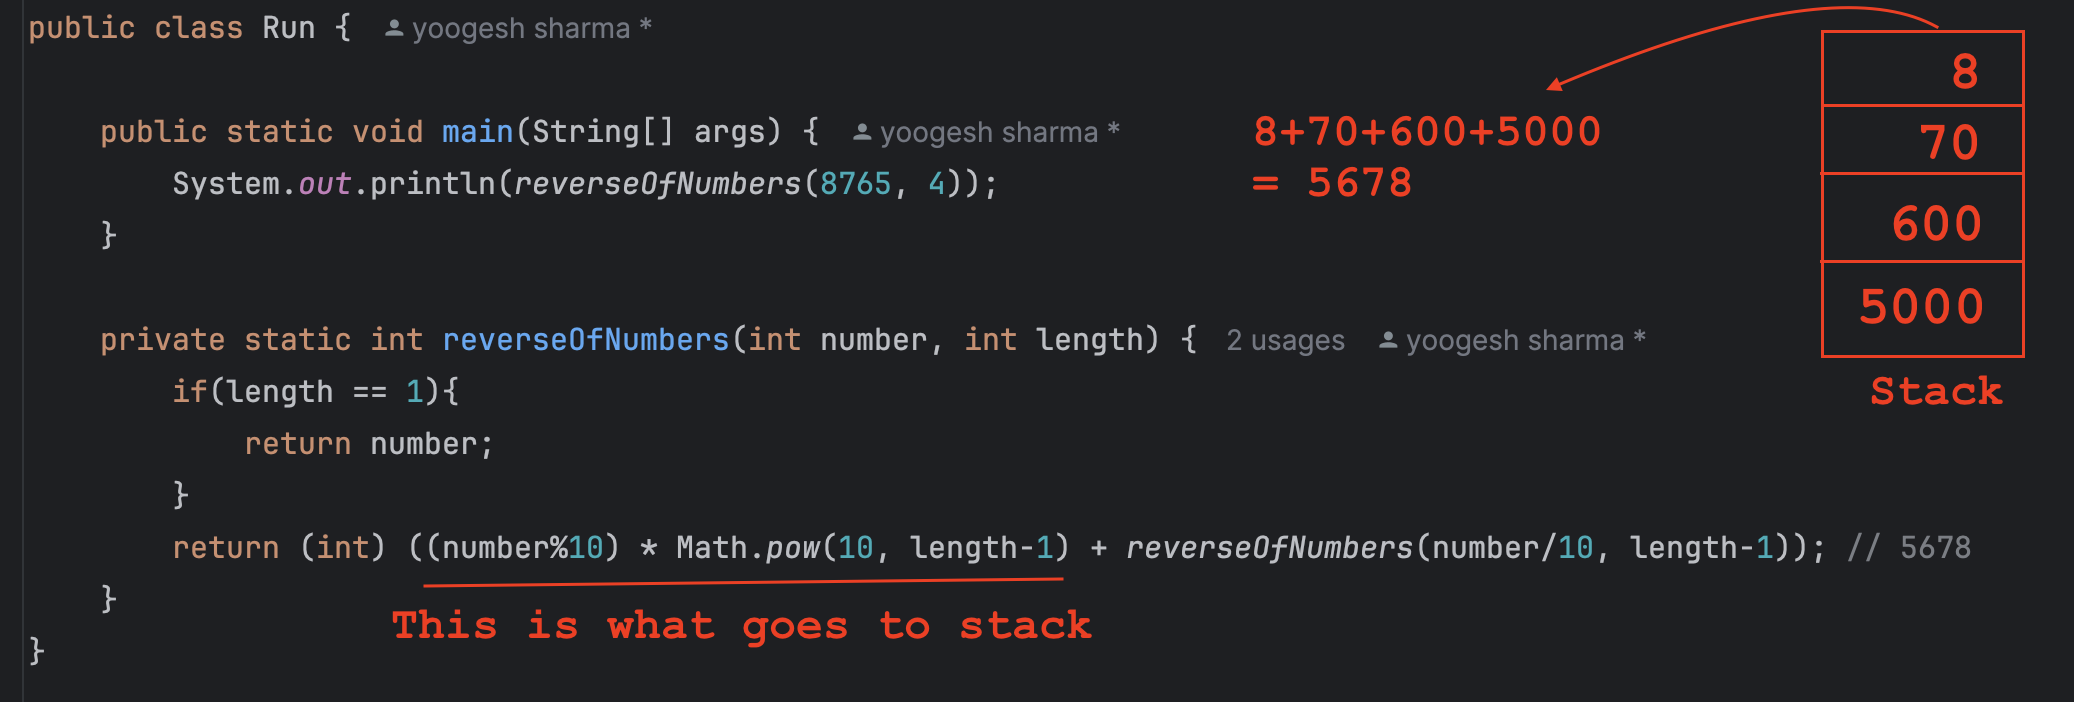 public class Run { yoogesh sharma *
8
public static void main(String[] args) { yoogesh sharma *
8+70+600+5000
70
System.out.println(reverseOfNumbers(8765, 4));
= 5678
}
600
5000
private static int reverseOfNumbers(int number, int length) { 2 usages yoogesh sharma *
if(length == 1){
Stack
return number;
}
return (int) ((number%10) * Math.pow(10, length-1) + reverseOfNumbers(number/10, length-1)); // 5678
}
This is what goes to stack
}